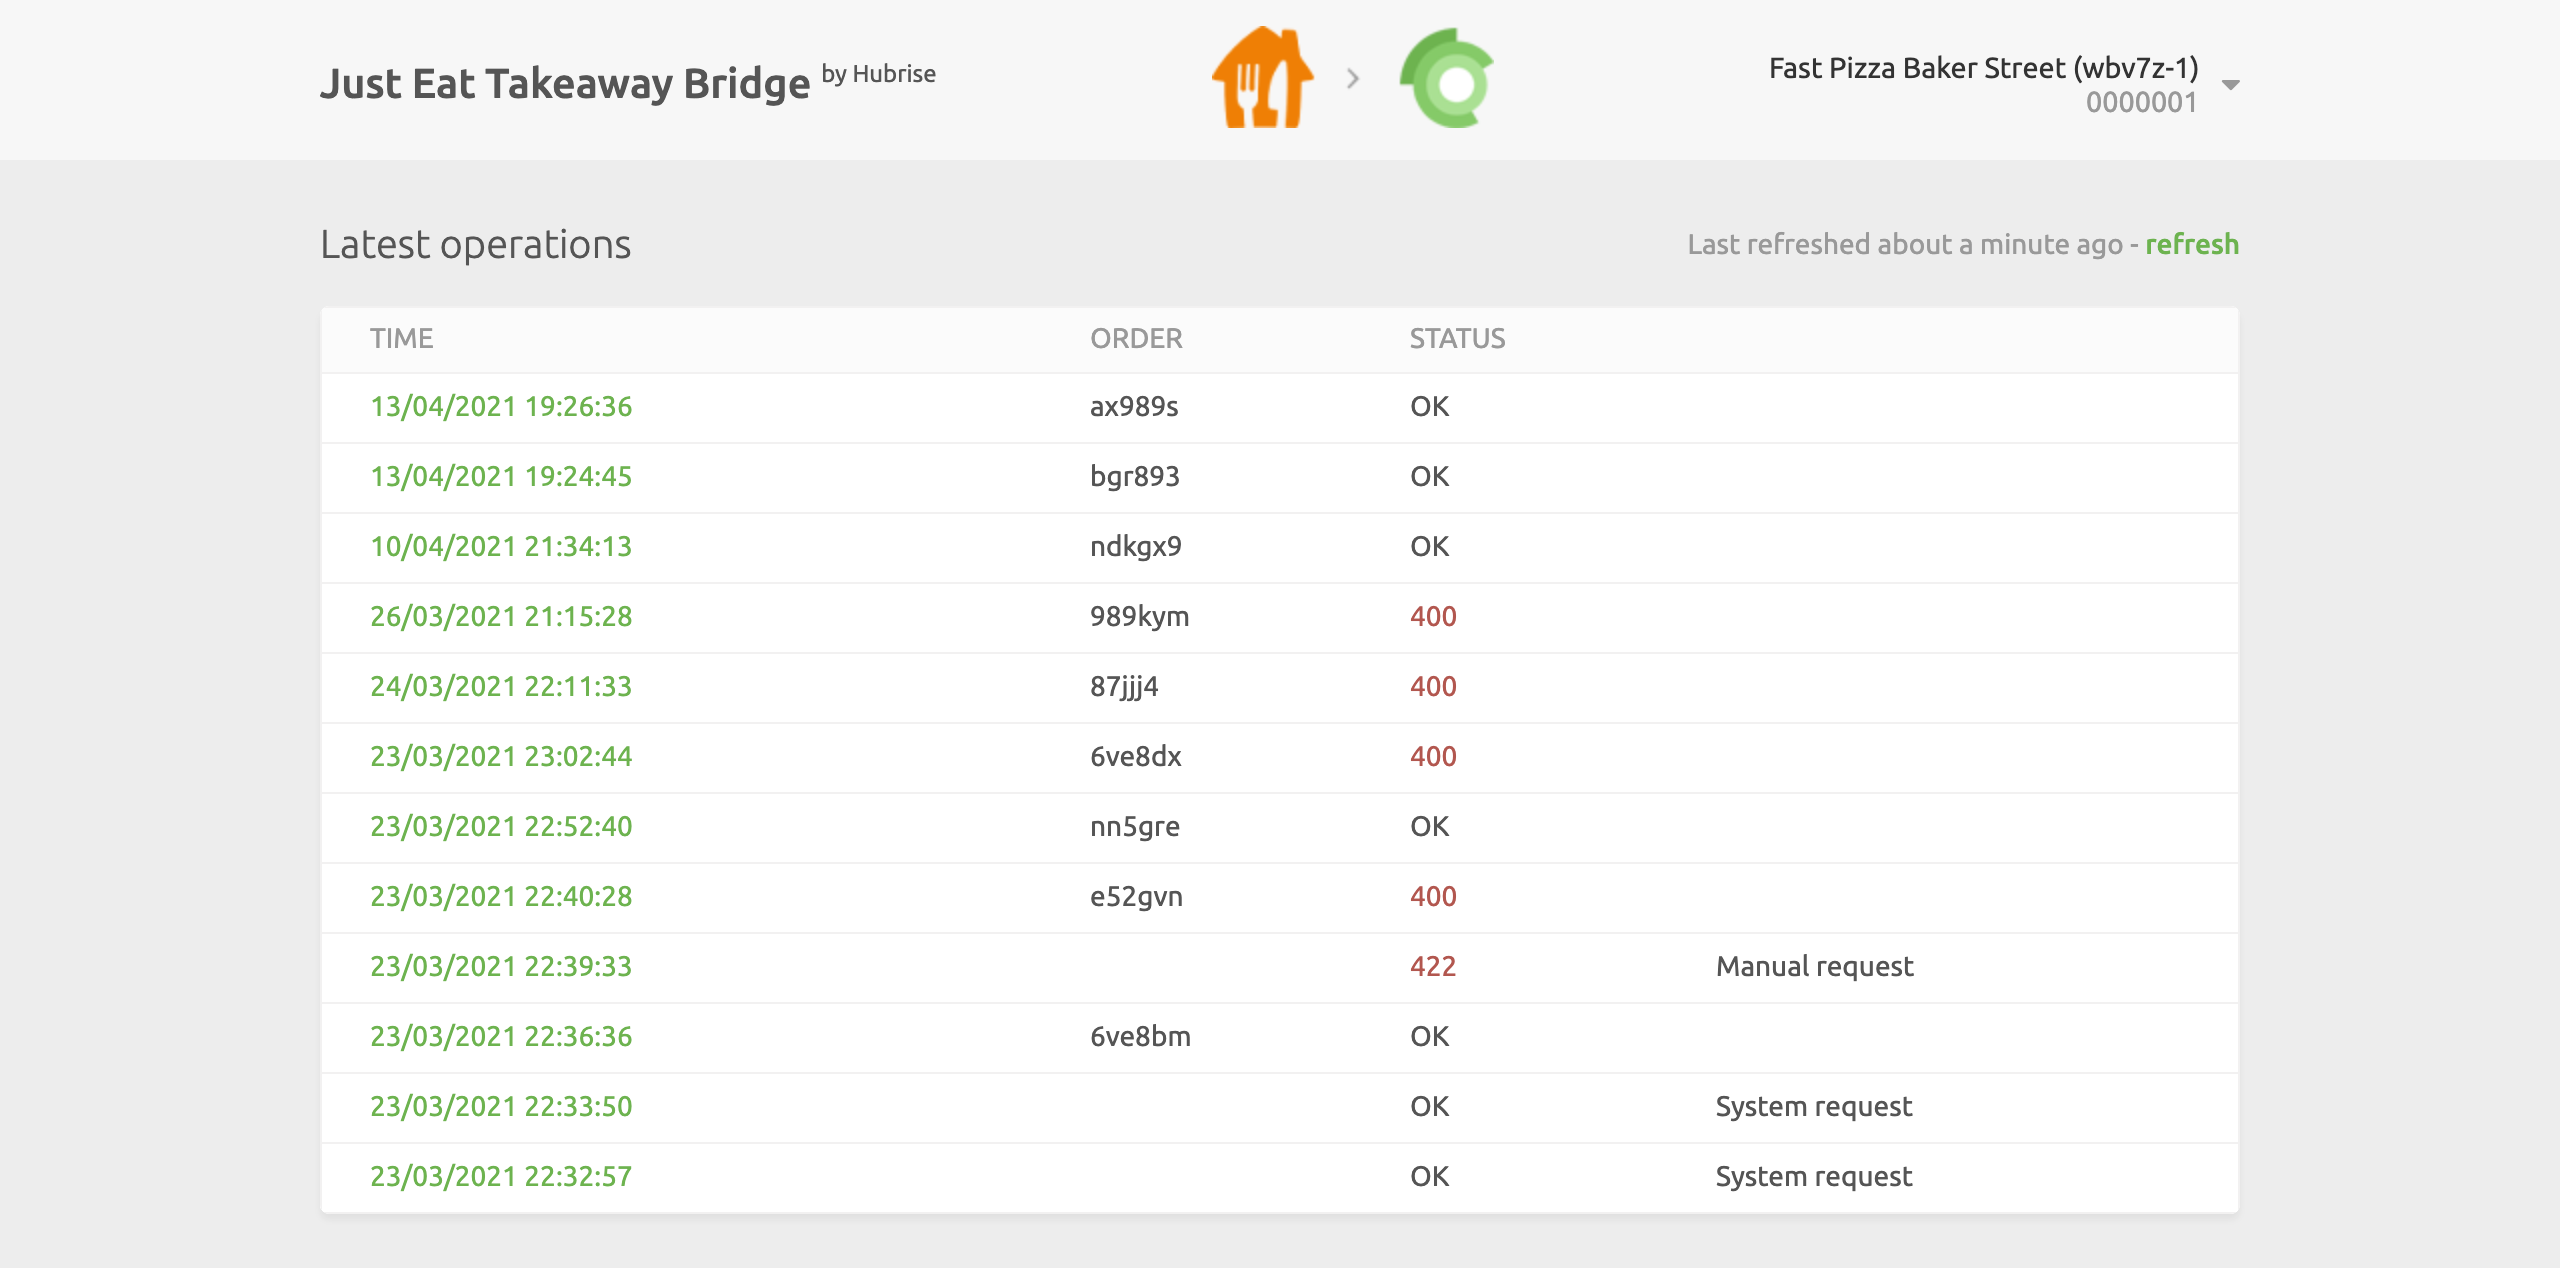 Just Eat Takeaway Bridge by Hubrise
Fast Pizza Baker Street (wbv7z-1)
0000001
Latest operations
Last refreshed about a minute ago - refresh
TIME ORDER STATUS
13/04/2021 19:26:36 ax989s OK
13/04/2021 19:24:45 bgr893 OK
10/04/2021 21:34:13 ndkgx9 OK
26/03/2021 21:15:28 989kym 400
24/03/2021 22:11:33 87jjj4 400
23/03/2021 23:02:44 6ve8dx 400
23/03/2021 22:52:40 nn5gre OK
23/03/2021 22:40:28 e52gvn 400
23/03/2021 22:39:33 422 Manual request
23/03/2021 22:36:36 6ve8bm OK
23/03/2021 22:33:50 OK System request
23/03/2021 22:32:57 OK System request